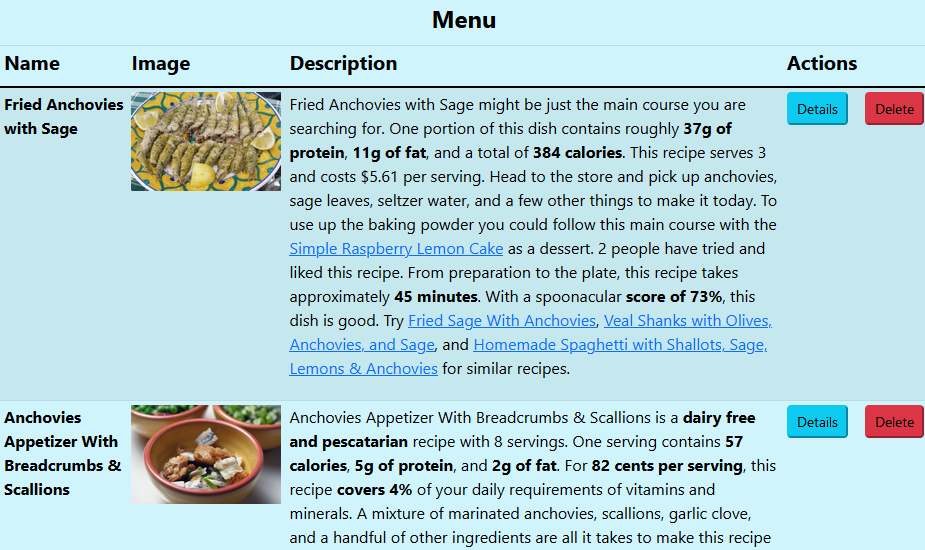 Menu
Name Image Description Actions
Fried Anchovies
with Sage
Fried Anchovies with Sage might be just the main course you are
searching for. One portion of this dish contains roughly 37g of
protein, 11g of fat, and a total of 384 calories. This recipe serves 3
and costs $5.61 per serving. Head to the store and pick up anchovies,
sage leaves, seltzer water, and a few other things to make it today. To
use up the baking powder you could follow this main course with the
Simple Raspberry Lemon Cake as a dessert. 2 people have tried and
liked this recipe. From preparation to the plate, this recipe takes
approximately 45 minutes. With a spoonacular score of 73%, this
dish is good. Try Fried Sage With Anchovies, Veal Shanks with Olives,
Anchovies, and Sage, and Homemade Spaghetti with Shallots, Sage,
Lemons & Anchovies for similar recipes.
Details Delete
Anchovies
Appetizer With
Breadcrumbs &
Scallions
Anchovies Appetizer With Breadcrumbs & Scallions is a dairy free
and pescatarian recipe with 8 servings. One serving contains 57
calories, 5g of protein, and 2g of fat. For 82 cents per serving, this
recipe covers 4% of your daily requirements of vitamins and
minerals. A mixture of marinated anchovies, scallions, garlic clove,
and a handful of other ingredients are all it takes to make this recipe
Details Delete